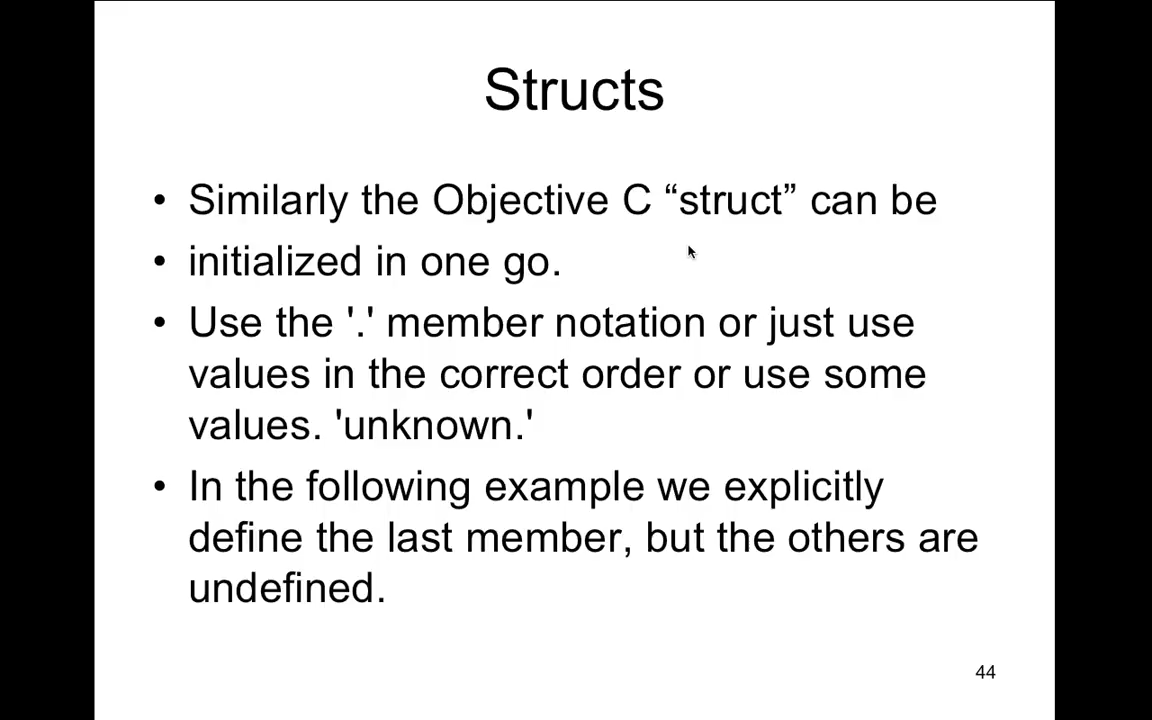 Structs
• Similarly the Objective C “struct” can be
• initialized in one go.
• Use the '.' member notation or just use
values in the correct order or use some
values. 'unknown.'
• In the following example we explicitly
define the last member, but the others are
undefined.
44